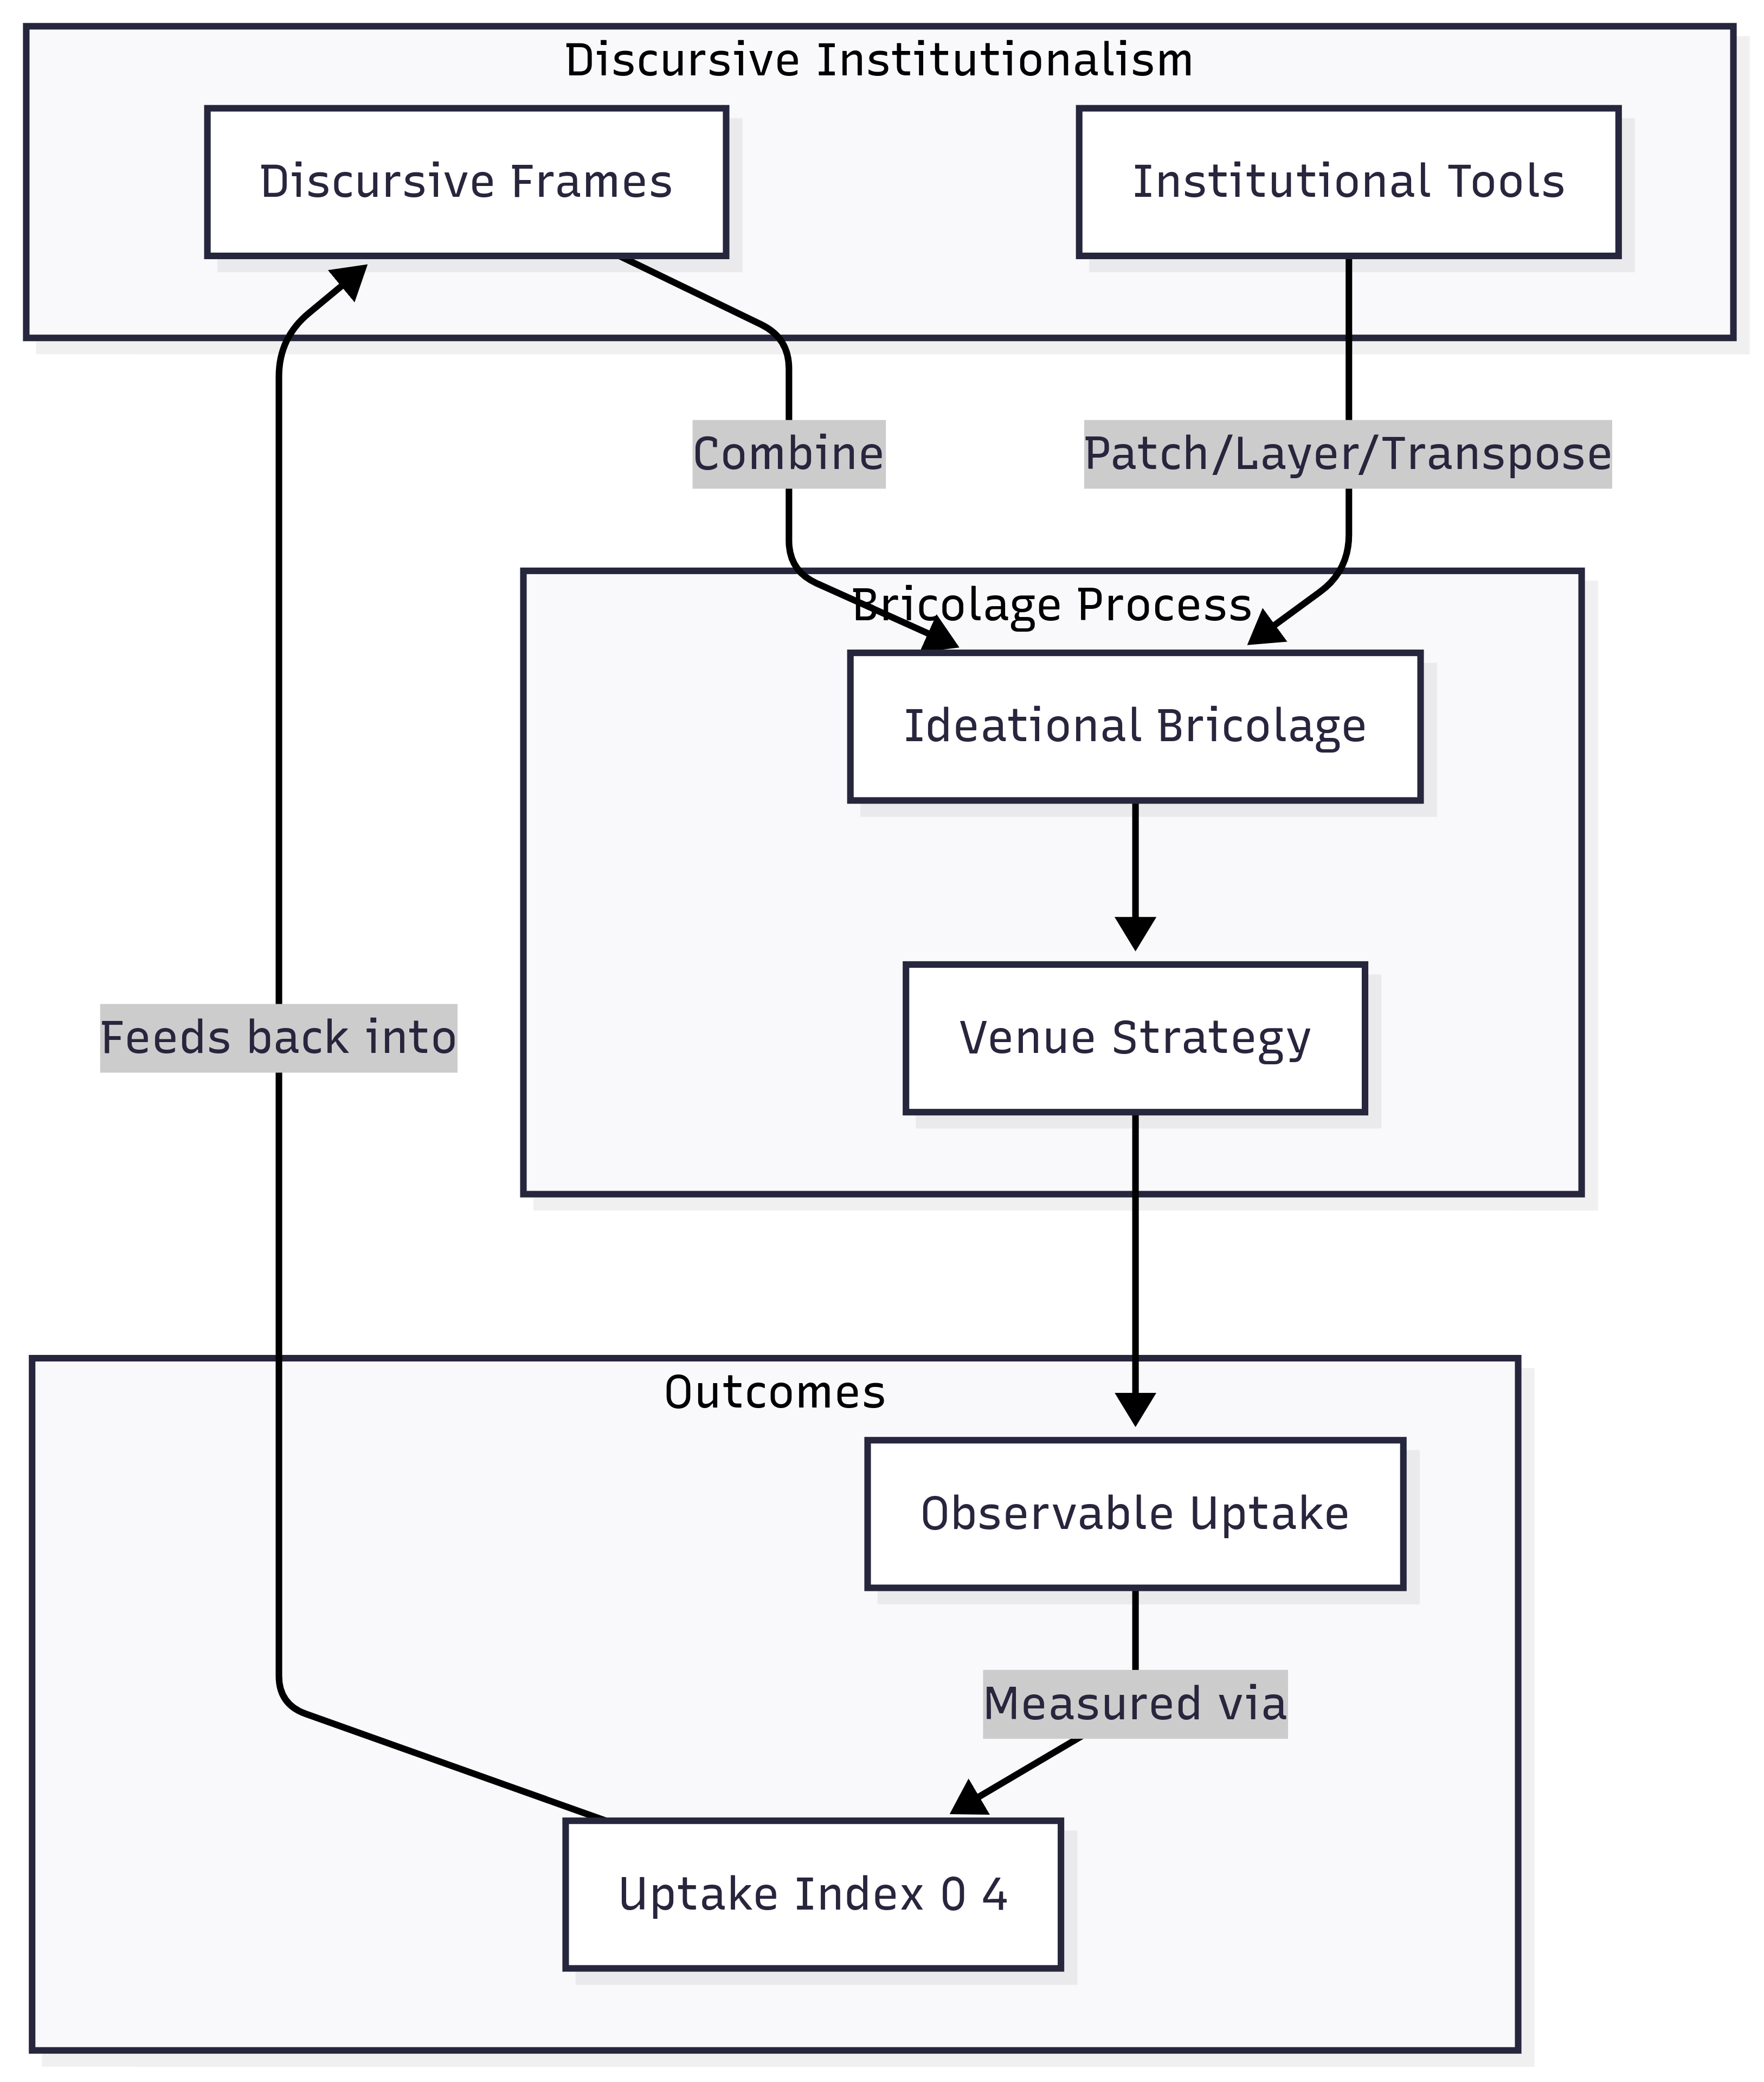 Discursive Institutionalism
Discursive Frames
Institutional Tools
Combine
Patch/Layer/Transpose
Bricolage Process
Ideational Bricolage
Venue Strategy
Feeds back into
Outcomes
Observable Uptake
Measured via
Uptake Index 0 4